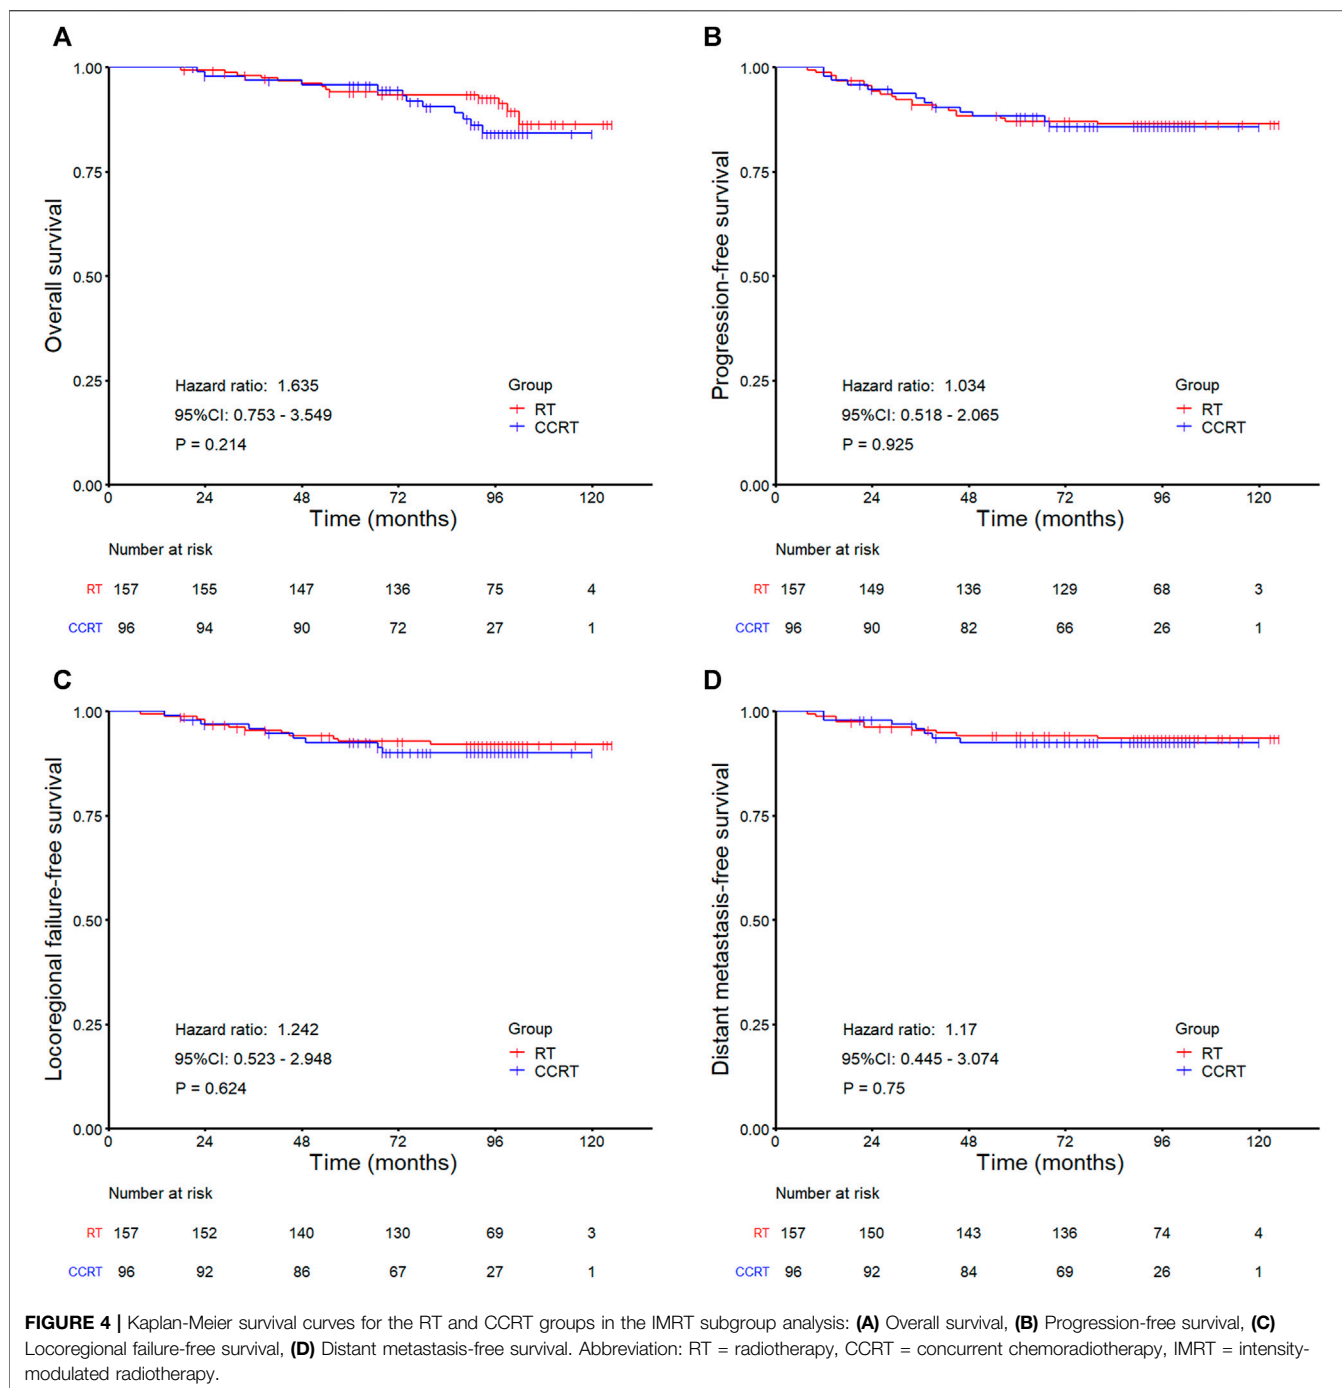 A
1.00
0.75
0.50
0.25
0.00
Overall survival
Hazard ratio: 1.635
95%CI: 0.753 - 3.549
P = 0.214
Group
RT
CCRT
0 24 48 72 96 120
Time (months)
Number at risk
RT 157 155 147 136 75 4
CCRT 96 94 90 72 27 1
B
1.00
0.75
0.50
0.25
0.00
Progression-free survival
Hazard ratio: 1.034
95%CI: 0.518 - 2.065
P = 0.925
Group
RT
CCRT
0 24 48 72 96 120
Time (months)
Number at risk
RT 157 149 136 129 68 3
CCRT 96 90 82 66 26 1
C
1.00
0.75
0.50
0.25
0.00
Locoregional failure-free survival
Hazard ratio: 1.242
95%CI: 0.523 - 2.948
P = 0.624
Group
RT
CCRT
0 24 48 72 96 120
Time (months)
Number at risk
RT 157 152 140 130 69 3
CCRT 96 92 86 67 27 1
D
1.00
0.75
0.50
0.25
0.00
Distant metastasis-free survival
Hazard ratio: 1.17
95%CI: 0.445 - 3.074
P = 0.75
Group
RT
CCRT
0 24 48 72 96 120
Time (months)
Number at risk
RT 157 150 143 136 74 4
CCRT 96 92 84 69 26 1
FIGURE 4 | Kaplan-Meier survival curves for the RT and CCRT groups in the IMRT subgroup analysis: (A) Overall survival, (B) Progression-free survival, (C)
Locoregional failure-free survival, (D) Distant metastasis-free survival. Abbreviation: RT = radiotherapy, CCRT = concurrent chemoradiotherapy, IMRT = intensity-
modulated radiotherapy.